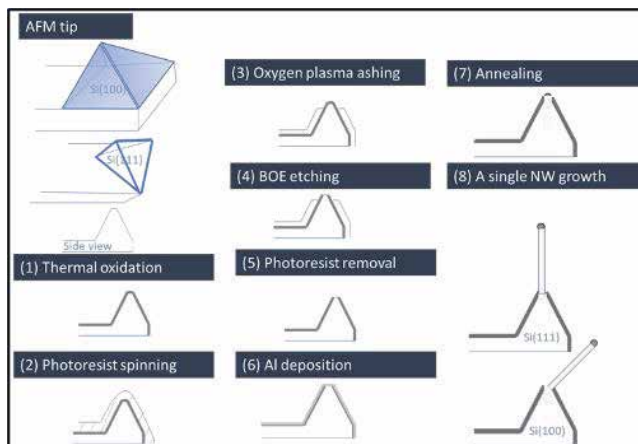 AFM tip
Si(100)
Si(111)
Side view
(1) Thermal oxidation
(2) Photoresist spinning
(3) Oxygen plasma ashing
(4) BOE etching
(5) Photoresist removal
(6) Al deposition
(7) Annealing
(8) A single NW growth
Si(111)
Si(100)